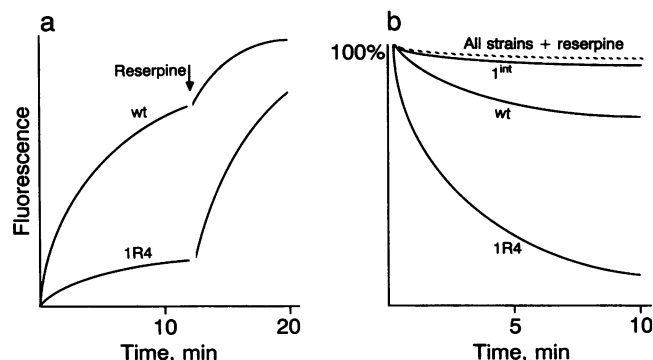 a
Fluorescence
Reserpine
wt
1R4
10
20
Time, min
b
100%
All strains + reserpine
1int
wt
1R4
5
10
Time, min